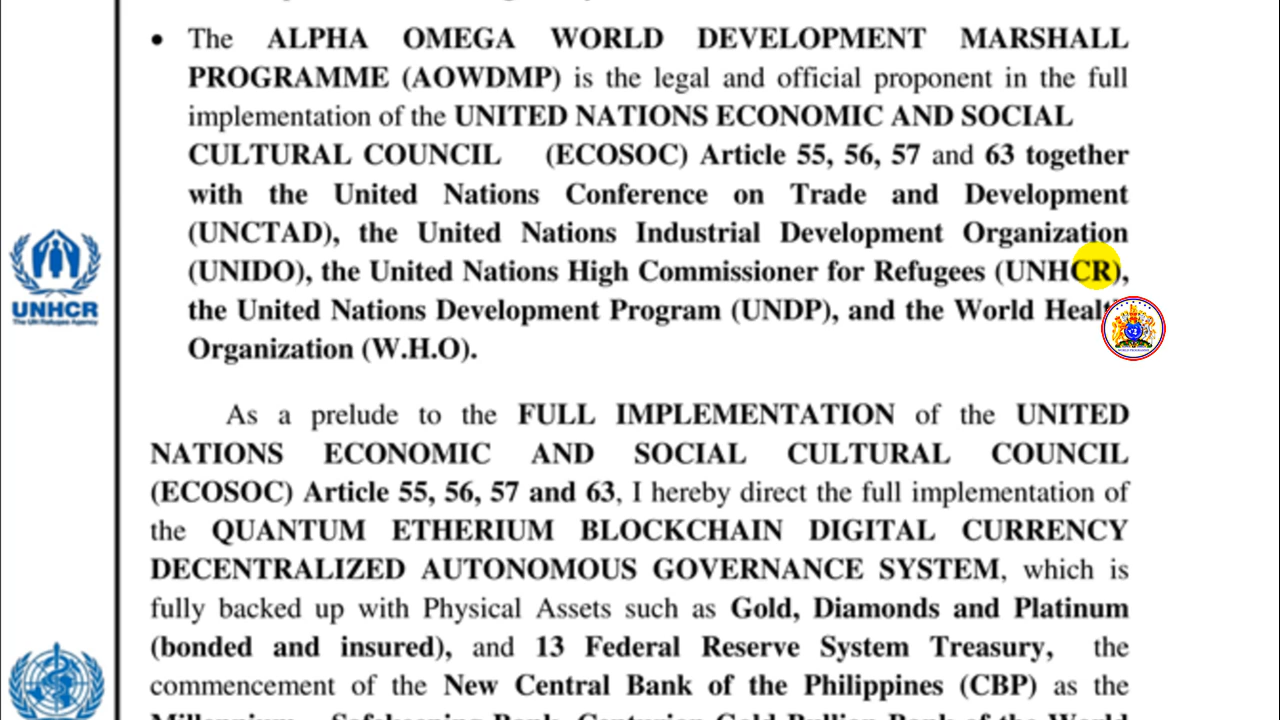 The ALPHA OMEGA WORLD DEVELOPMENT MARSHALL
PROGRAMME (AOWDMP) is the legal and official proponent in the full
implementation of the UNITED NATIONS ECONOMIC AND SOCIAL
CULTURAL COUNCIL (ECOSOC) Article 55, 56, 57 and 63 together
with the United Nations Conference on Trade and Development
(UNCTAD), the United Nations Industrial Development Organization
(UNIDO), the United Nations High Commissioner for Refugees (UNHCR),
the United Nations Development Program (UNDP), and the World Health
Organization (W.H.O).
UNHCR
The UN Refugee Agency
As a prelude to the FULL IMPLEMENTATION of the UNITED
NATIONS ECONOMIC AND SOCIAL CULTURAL COUNCIL
(ECOSOC) Article 55, 56, 57 and 63, I hereby direct the full implementation of
the QUANTUM ETHERIUM BLOCKCHAIN DIGITAL CURRENCY
DECENTRALIZED AUTONOMOUS GOVERNANCE SYSTEM, which is
fully backed up with Physical Assets such as Gold, Diamonds and Platinum
(bonded and insured), and 13 Federal Reserve System Treasury, the
commencement of the New Central Bank of the Philippines (CBP) as the